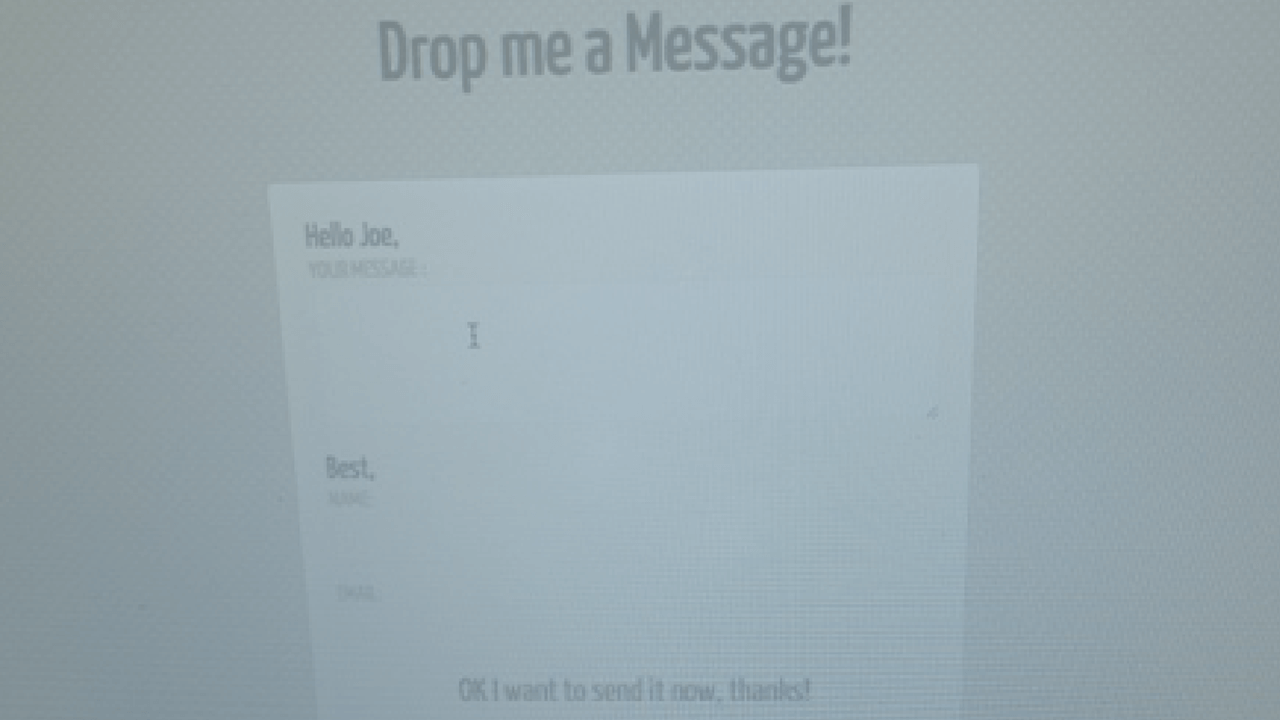 Drop me a Message!
Hello Joe,
YOUR MESSAGE :
Best,
NAME:
EMAIL:
OK I want to send it now, thanks!